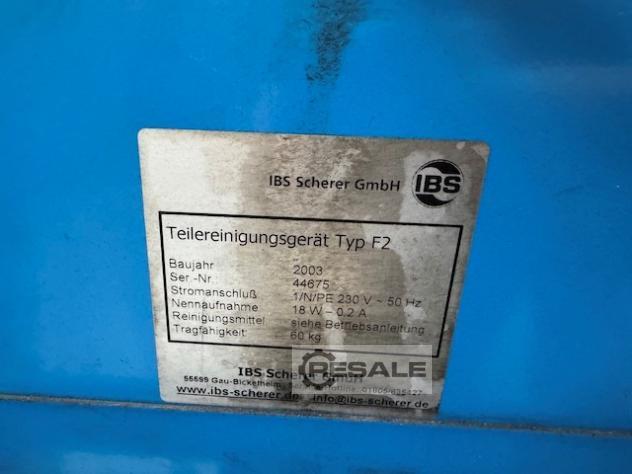 IBS Scherer GmbH IBS
Teilereinigungsgerät Typ F2
Baujahr 2003
Ser.-Nr 44675
Stromanschluß 1/N/PE 230 V ~ 50 Hz
Nennaufnahme 18 W - 0.2 A
Reinigungsmittel siehe Betriebsanleitung
Tragfähigkeit: 60 kg
IBS Scherer GmbH
RESALE
55599 Gau-Bickelheim
www.ibs-scherer.de info@ibs-scherer.de